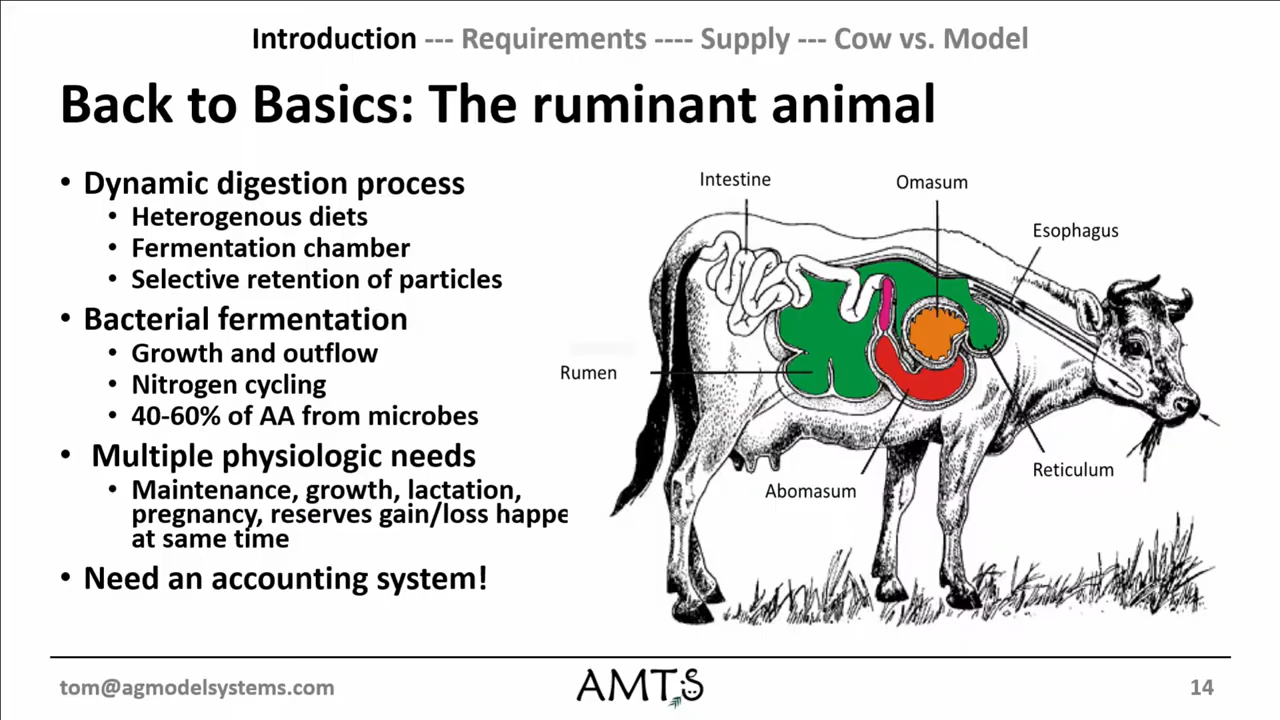 Introduction --- Requirements ---- Supply --- Cow vs. Model
Back to Basics: The ruminant animal
• Dynamic digestion process
• Heterogenous diets
• Fermentation chamber
• Selective retention of particles
• Bacterial fermentation
• Growth and outflow
• Nitrogen cycling
• 40-60% of AA from microbes
• Multiple physiologic needs
• Maintenance, growth, lactation,
pregnancy, reserves gain/loss happe
at same time
• Need an accounting system!
Intestine
Omasum
Esophagus
Rumen
Reticulum
Abomasum
tom@agmodelsystems.com
AMTS
14